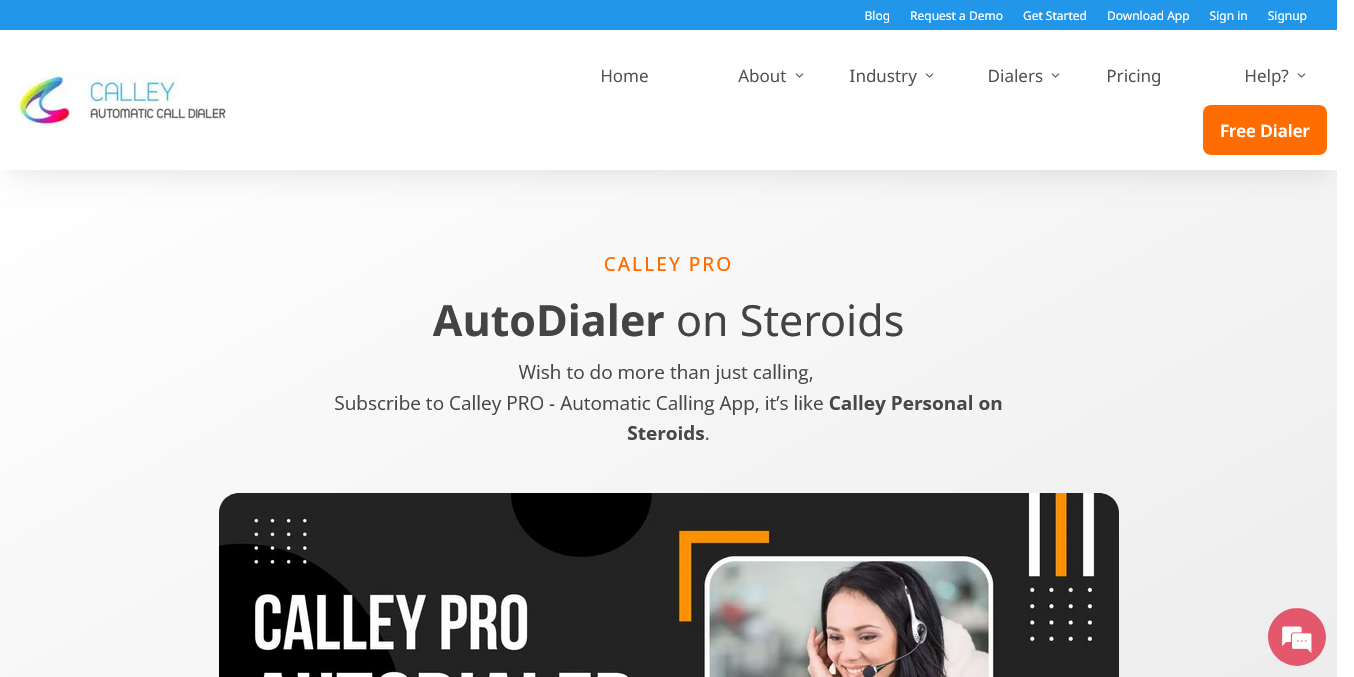 Blog Request a Demo Get Started Download App Sign in Signup
CALLEY
AUTOMATIC CALL DIALER
Home About Industry Dialers Pricing Help?
Free Dialer
CALLEY PRO
AutoDialer on Steroids
Wish to do more than just calling,
Subscribe to Calley PRO - Automatic Calling App, it’s like Calley Personal on
Steroids.
CALLEY PRO
AUTODIALER